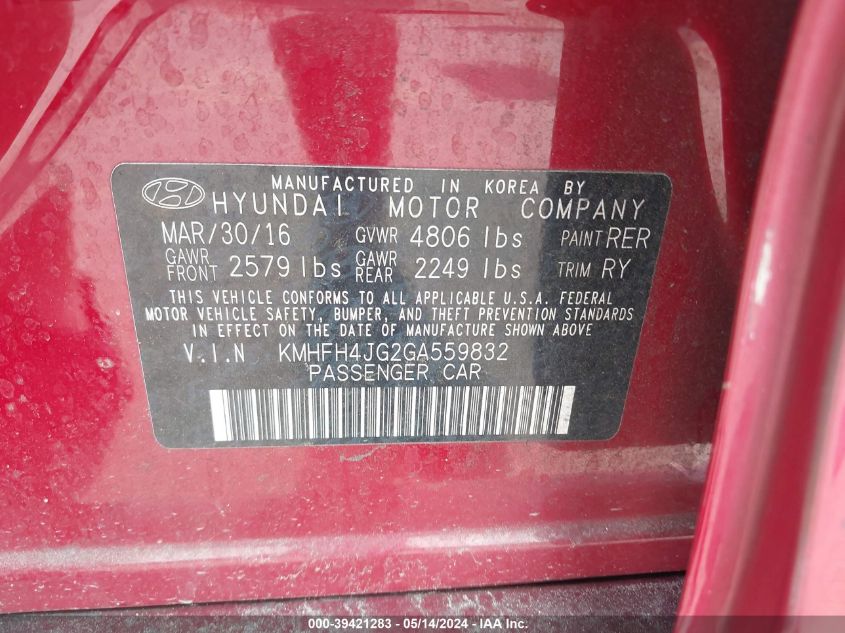 MANUFACTURED IN KOREA BY
HYUNDAI MOTOR COMPANY
MAR/30/16 GVWR 4806 lbs PAINT RER
GAWR FRONT 2579 lbs GAWR REAR 2249 lbs TRIM RY
THIS VEHICLE CONFORMS TO ALL APPLICABLE U.S.A. FEDERAL
MOTOR VEHICLE SAFETY, BUMPER, AND THEFT PREVENTION STANDARDS
IN EFFECT ON THE DATE OF MANUFACTURE SHOWN ABOVE.
V.I.N KMHFH4JG2GA559832
PASSENGER CAR
000-39421283 - 05/14/2024 - IAA